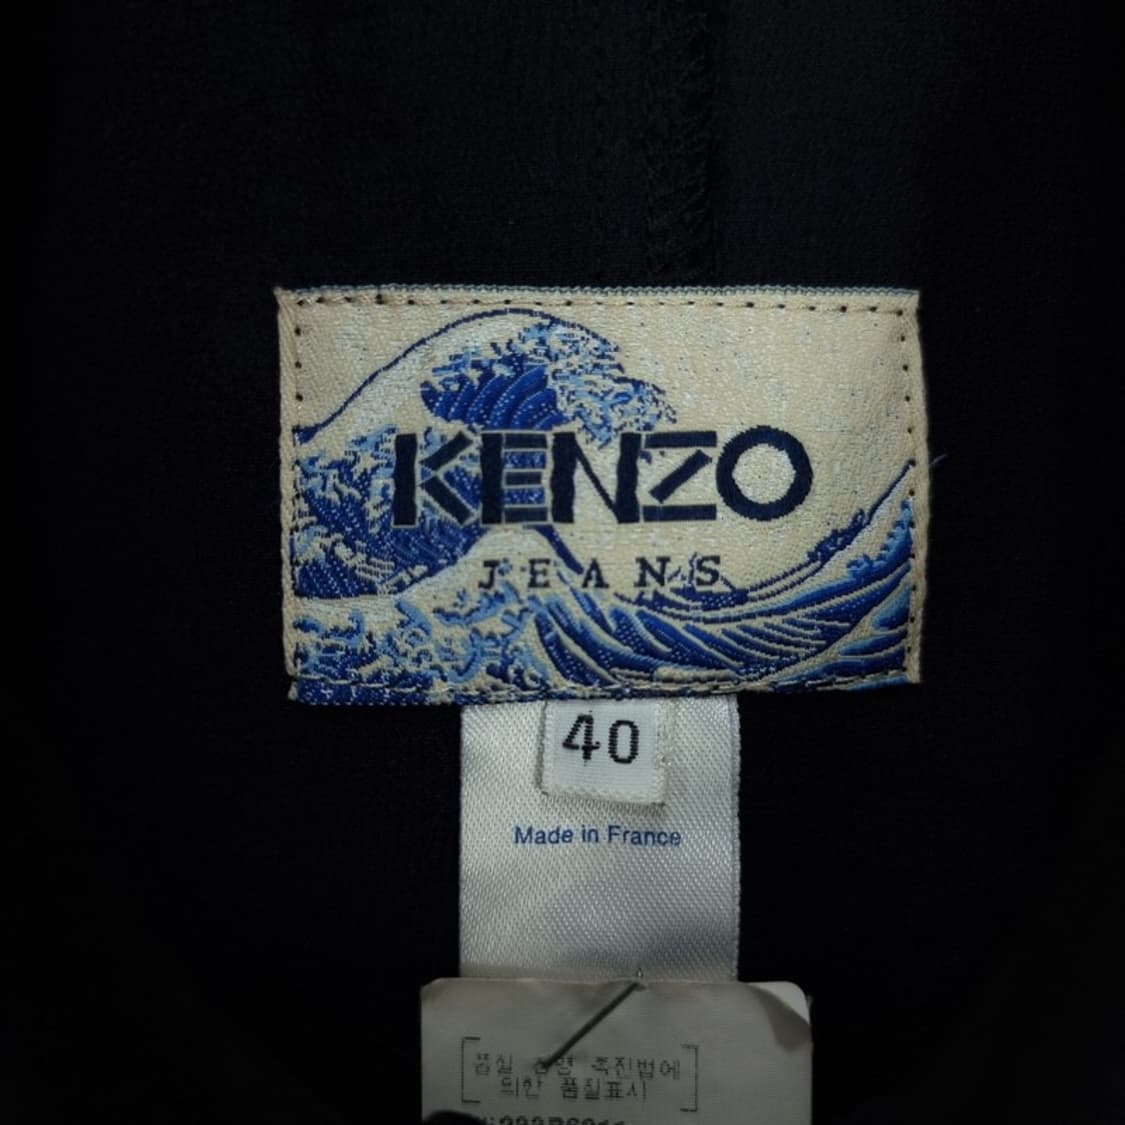 KENZO
JEANS
40
Made in France
[품질 경영 촉진법에
의한 품질표시]